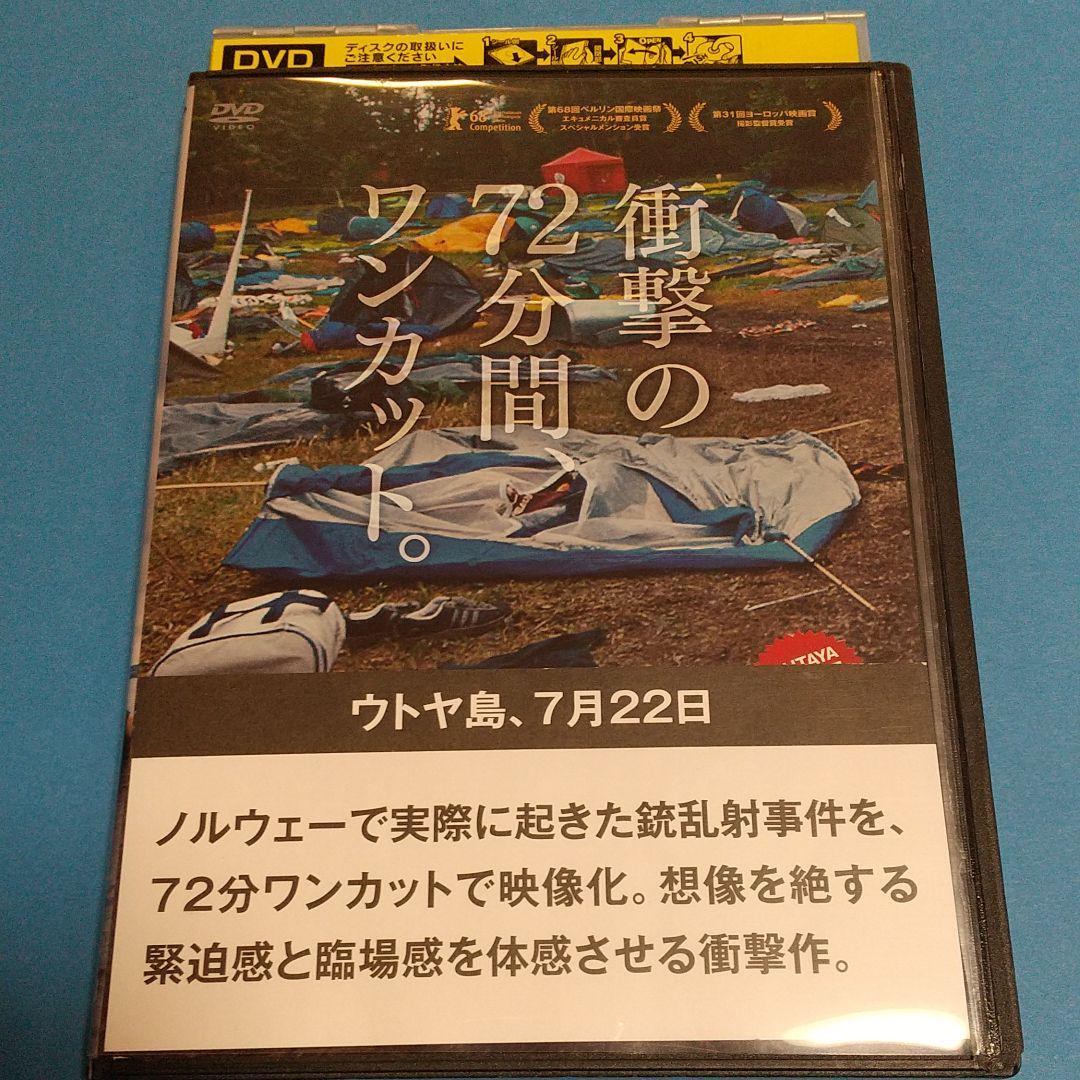 DVD
ディスクの取扱いに
ご注意ください
1
2
3
OPEN
4
DVD
VIDEO
68
Competition
第68回ベルリン国際映画祭
エキュメニカル審査員賞
スペシャルメンション受賞
第31回ヨーロッパ映画賞
撮影監督賞受賞
衝撃の
72分間、
ワンカット。
ウトヤ島、7月22日
ノルウェーで実際に起きた銃乱射事件を、
72分ワンカットで映像化。想像を絶する
緊迫感と臨場感を体感させる衝撃作。